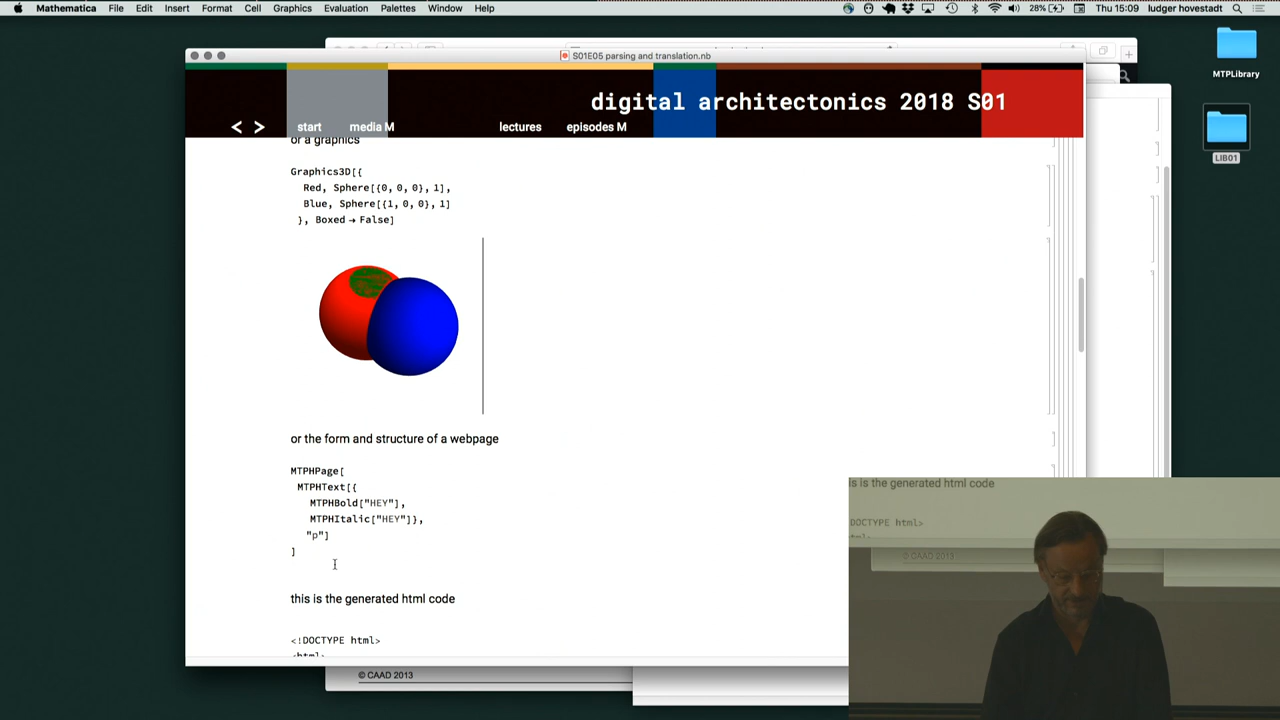 Mathematica File Edit Insert Format Cell Graphics Evaluation Palettes Window Help
28% Thu 15:09 ludger hovestadt
S01E05 parsing and translation.nb
MTPLibrary
LIB01
digital architectonics 2018 S01
< > start media M lectures episodes M
or a graphics
Graphics3D[{
Red, Sphere[{0, 0, 0}, 1],
Blue, Sphere[{1, 0, 0}, 1]
}, Boxed → False]
or the form and structure of a webpage
MTPHPage[
MTPHText[{
MTPHBold["HEY"],
MTPHItalic["HEY"]},
"p"]
]
this is the generated html code
<!DOCTYPE html>
<html>
© CAAD 2013
is is the generated html code
DOCTYPE html>
© CAAD 2013